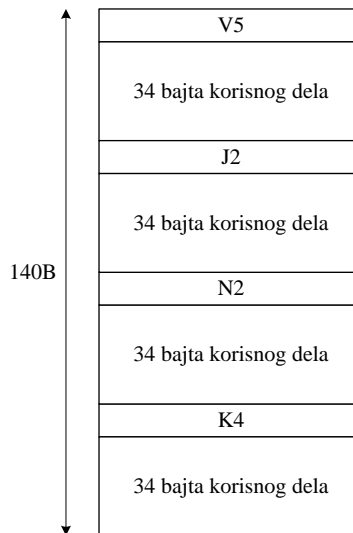 V5
34 bajta korisnog dela
J2
34 bajta korisnog dela
140B
N2
34 bajta korisnog dela
K4
34 bajta korisnog dela